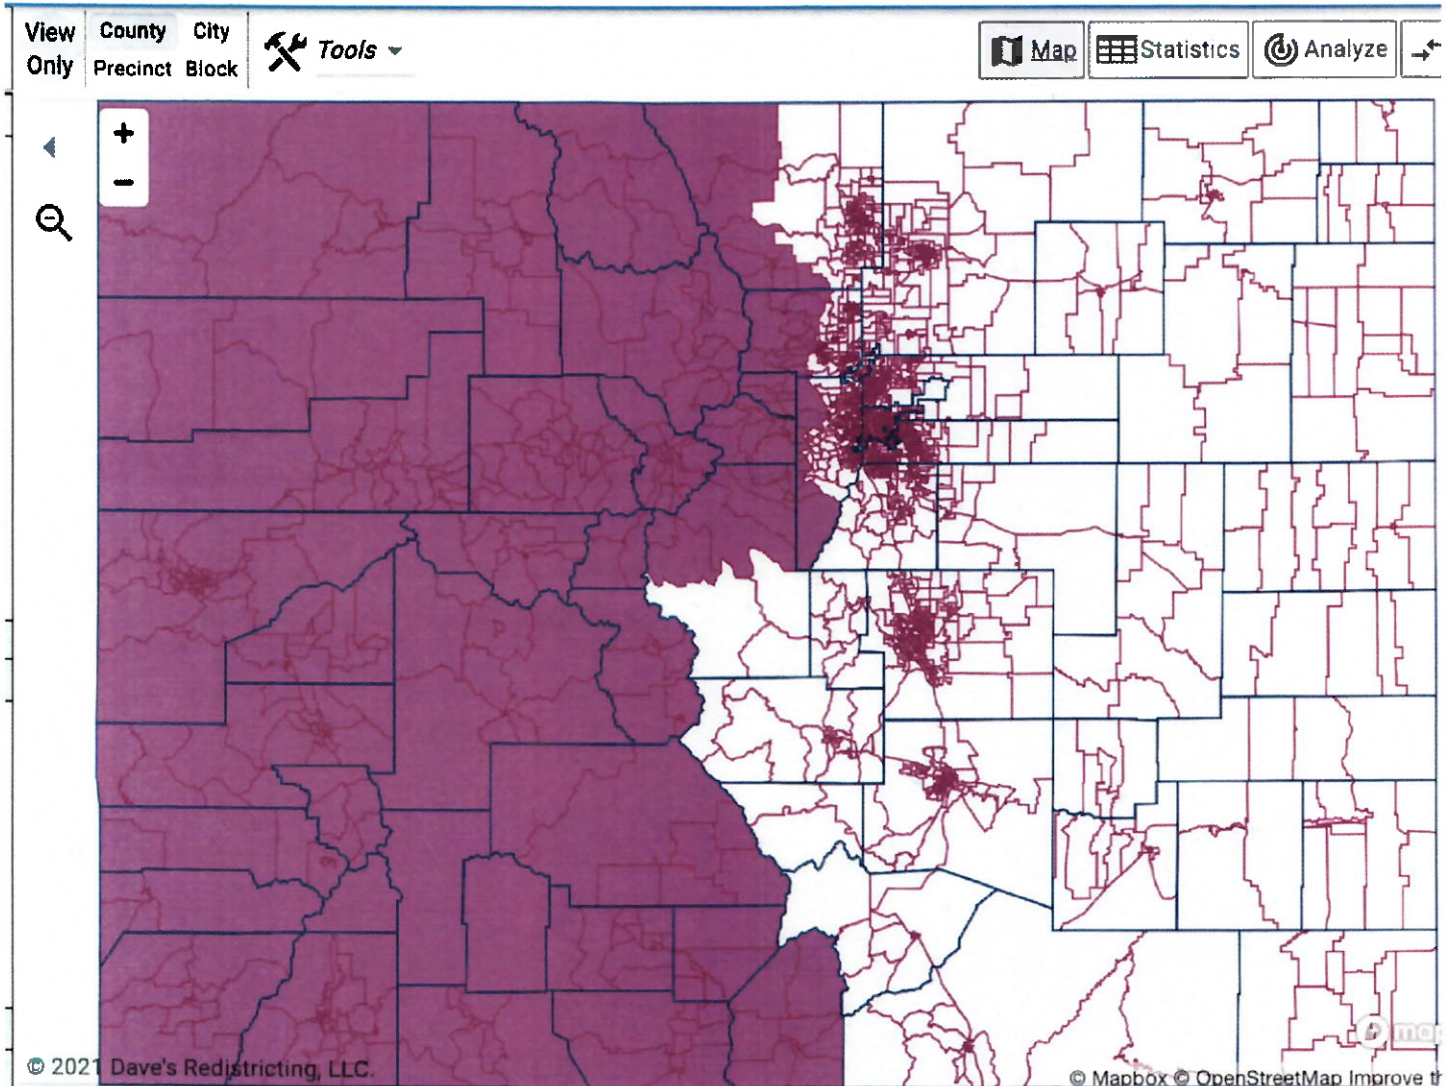 View Only
County City
Precinct Block
Tools
Map
Statistics
Analyze
+
−
© 2021 Dave's Redistricting, LLC.
© Mapbox © OpenStreetMap Improve